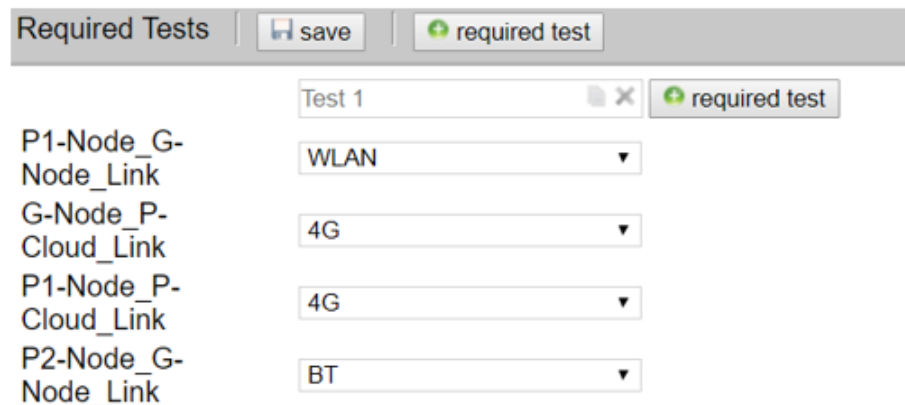 Required Tests save required test
Test 1 required test
P1-Node_G-
Node_Link
WLAN
G-Node_P-
Cloud_Link
4G
P1-Node_P-
Cloud_Link
4G
P2-Node_G-
Node_Link
BT